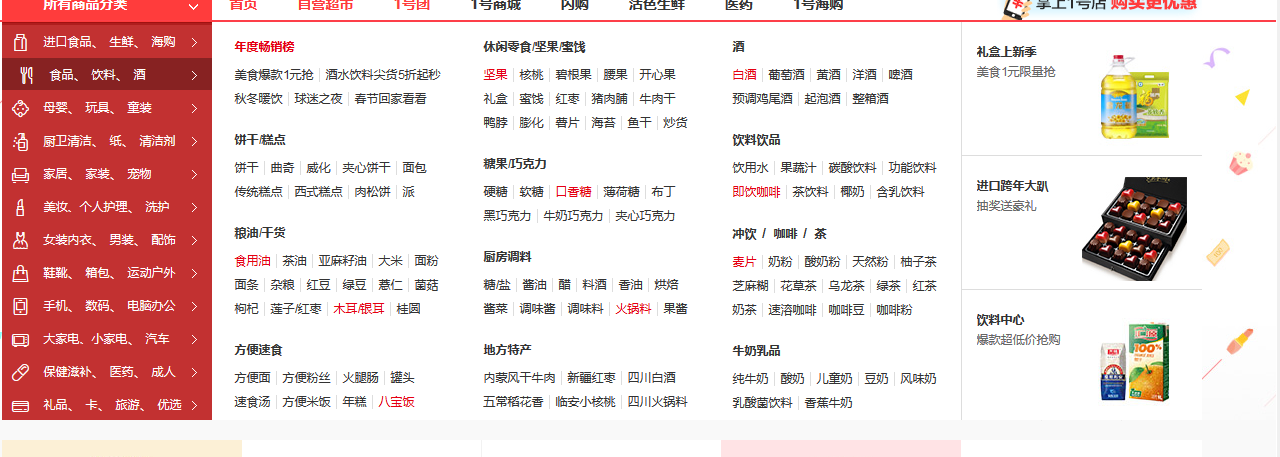 所有商品分类
首页 自营超市 1号团 1号商城 闪购 活色生鲜 医药 1号海购
掌上1号店 购买更优惠
进口食品、 生鲜、 海购
食品、 饮料、 酒
母婴、 玩具、 童装
厨卫清洁、 纸、 清洁剂
家居、 家装、 宠物
美妆、个人护理、 洗护
女装内衣、 男装、 配饰
鞋靴、 箱包、 运动户外
手机、 数码、 电脑办公
大家电、小家电、 汽车
保健滋补、 医药、 成人
礼品、 卡、 旅游、 优选
年度畅销榜
美食爆款1元抢 酒水饮料尖货5折起秒
秋冬暖饮 球迷之夜 春节回家看看
饼干/糕点
饼干 曲奇 威化 夹心饼干 面包
传统糕点 西式糕点 肉松饼 派
粮油/干货
食用油 茶油 亚麻籽油 大米 面粉
面条 杂粮 红豆 绿豆 薏仁 菌菇
枸杞 莲子/红枣 木耳/银耳 桂圆
方便速食
方便面 方便粉丝 火腿肠 罐头
速食汤 方便米饭 年糕 八宝饭
休闲零食/坚果/蜜饯
坚果 核桃 碧根果 腰果 开心果
礼盒 蜜饯 红枣 猪肉脯 牛肉干
鸭脖 膨化 薯片 海苔 鱼干 炒货
糖果/巧克力
硬糖 软糖 口香糖 薄荷糖 布丁
黑巧克力 牛奶巧克力 夹心巧克力
厨房调料
糖/盐 酱油 醋 料酒 香油 烘焙
酱菜 调味酱 调味料 火锅料 果酱
地方特产
内蒙风干牛肉 新疆红枣 四川白酒
五常稻花香 临安小核桃 四川火锅料
酒
白酒 葡萄酒 黄酒 洋酒 啤酒
预调鸡尾酒 起泡酒 整箱酒
饮料饮品
饮用水 果蔬汁 碳酸饮料 功能饮料
即饮咖啡 茶饮料 椰奶 含乳饮料
冲饮 / 咖啡 / 茶
麦片 奶粉 酸奶粉 天然粉 柚子茶
芝麻糊 花草茶 乌龙茶 绿茶 红茶
奶茶 速溶咖啡 咖啡豆 咖啡粉
牛奶乳品
纯牛奶 酸奶 儿童奶 豆奶 风味奶
乳酸菌饮料 香蕉牛奶
礼盒上新季
美食1元限量抢
进口跨年大趴
抽奖送豪礼
饮料中心
爆款超低价抢购
100%